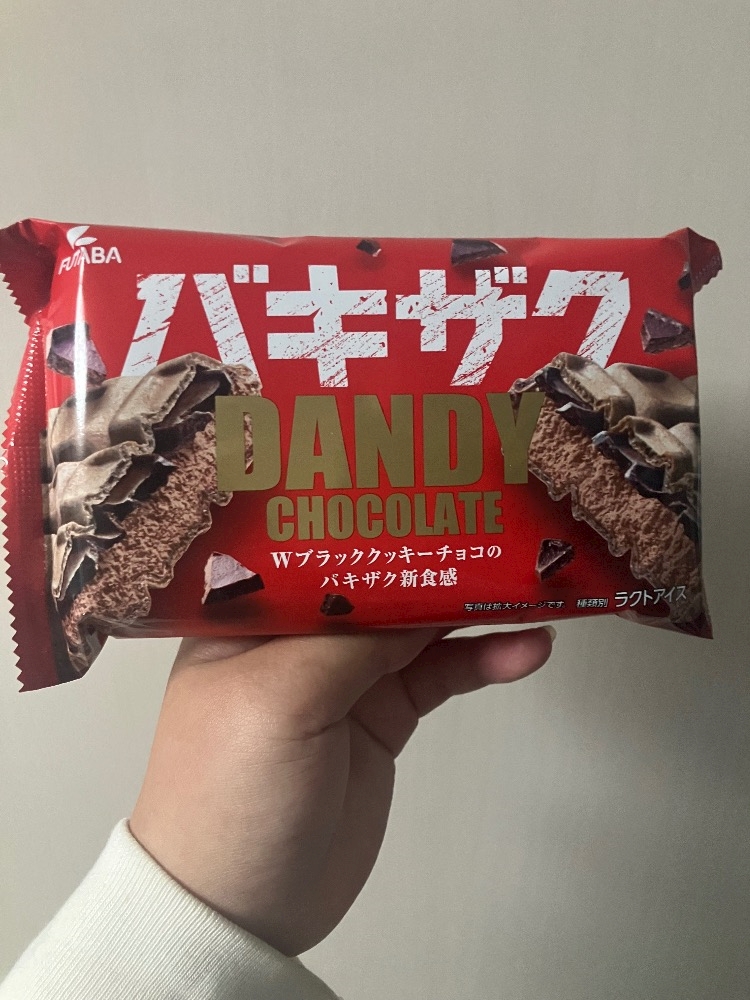 FUTABA
バキザク
DANDY
CHOCOLATE
Wブラッククッキーチョコの
バキザク新食感
写真は拡大イメージです 種類別 ラクトアイス